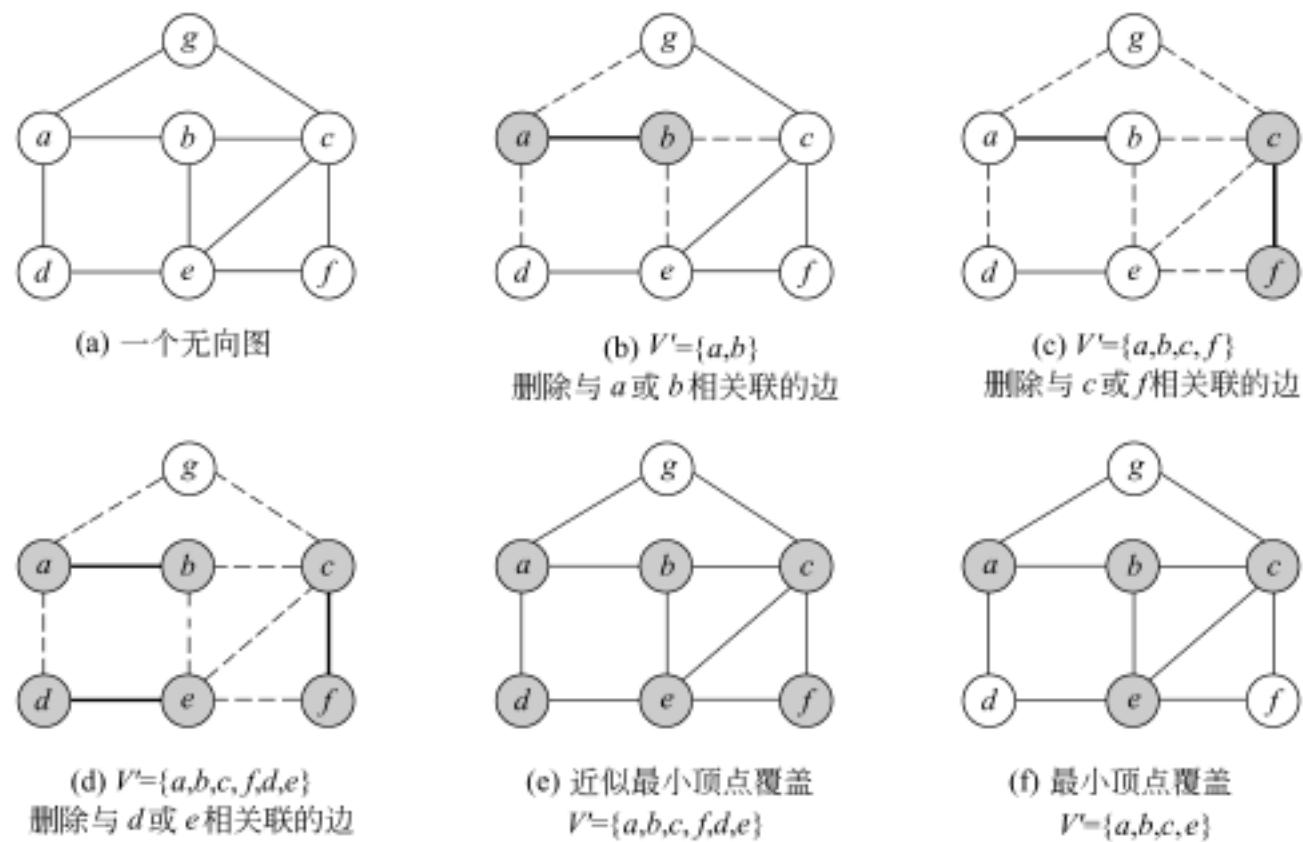 g
a b c
d e f
(a) 一个无向图
g
a b c
d e f
(b) V'={a,b}
删除与 a 或 b 相关联的边
g
a b c
d e f
(c) V'={a,b,c, f}
删除与 c 或 f 相关联的边
g
a b c
d e f
(d) V'={a,b,c, f,d,e}
删除与 d 或 e 相关联的边
g
a b c
d e f
(e) 近似最小顶点覆盖
V'={a,b,c, f,d,e}
g
a b c
d e f
(f) 最小顶点覆盖
V'={a,b,c,e}